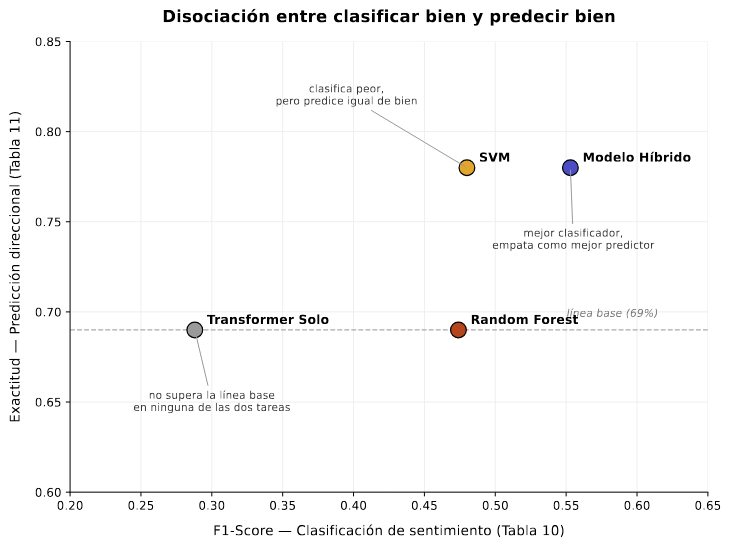 Disociación entre clasificar bien y predecir bien
Exactitud — Predicción direccional (Tabla 11)
0.85
0.80
0.75
0.70
0.65
0.60
clasifica peor,
pero predice igual de bien
SVM
Modelo Híbrido
mejor clasificador,
empata como mejor predictor
Transformer Solo
Random Forest
línea base (69%)
no supera la línea base
en ninguna de las dos tareas
0.20 0.25 0.30 0.35 0.40 0.45 0.50 0.55 0.60 0.65
F1-Score — Clasificación de sentimiento (Tabla 10)